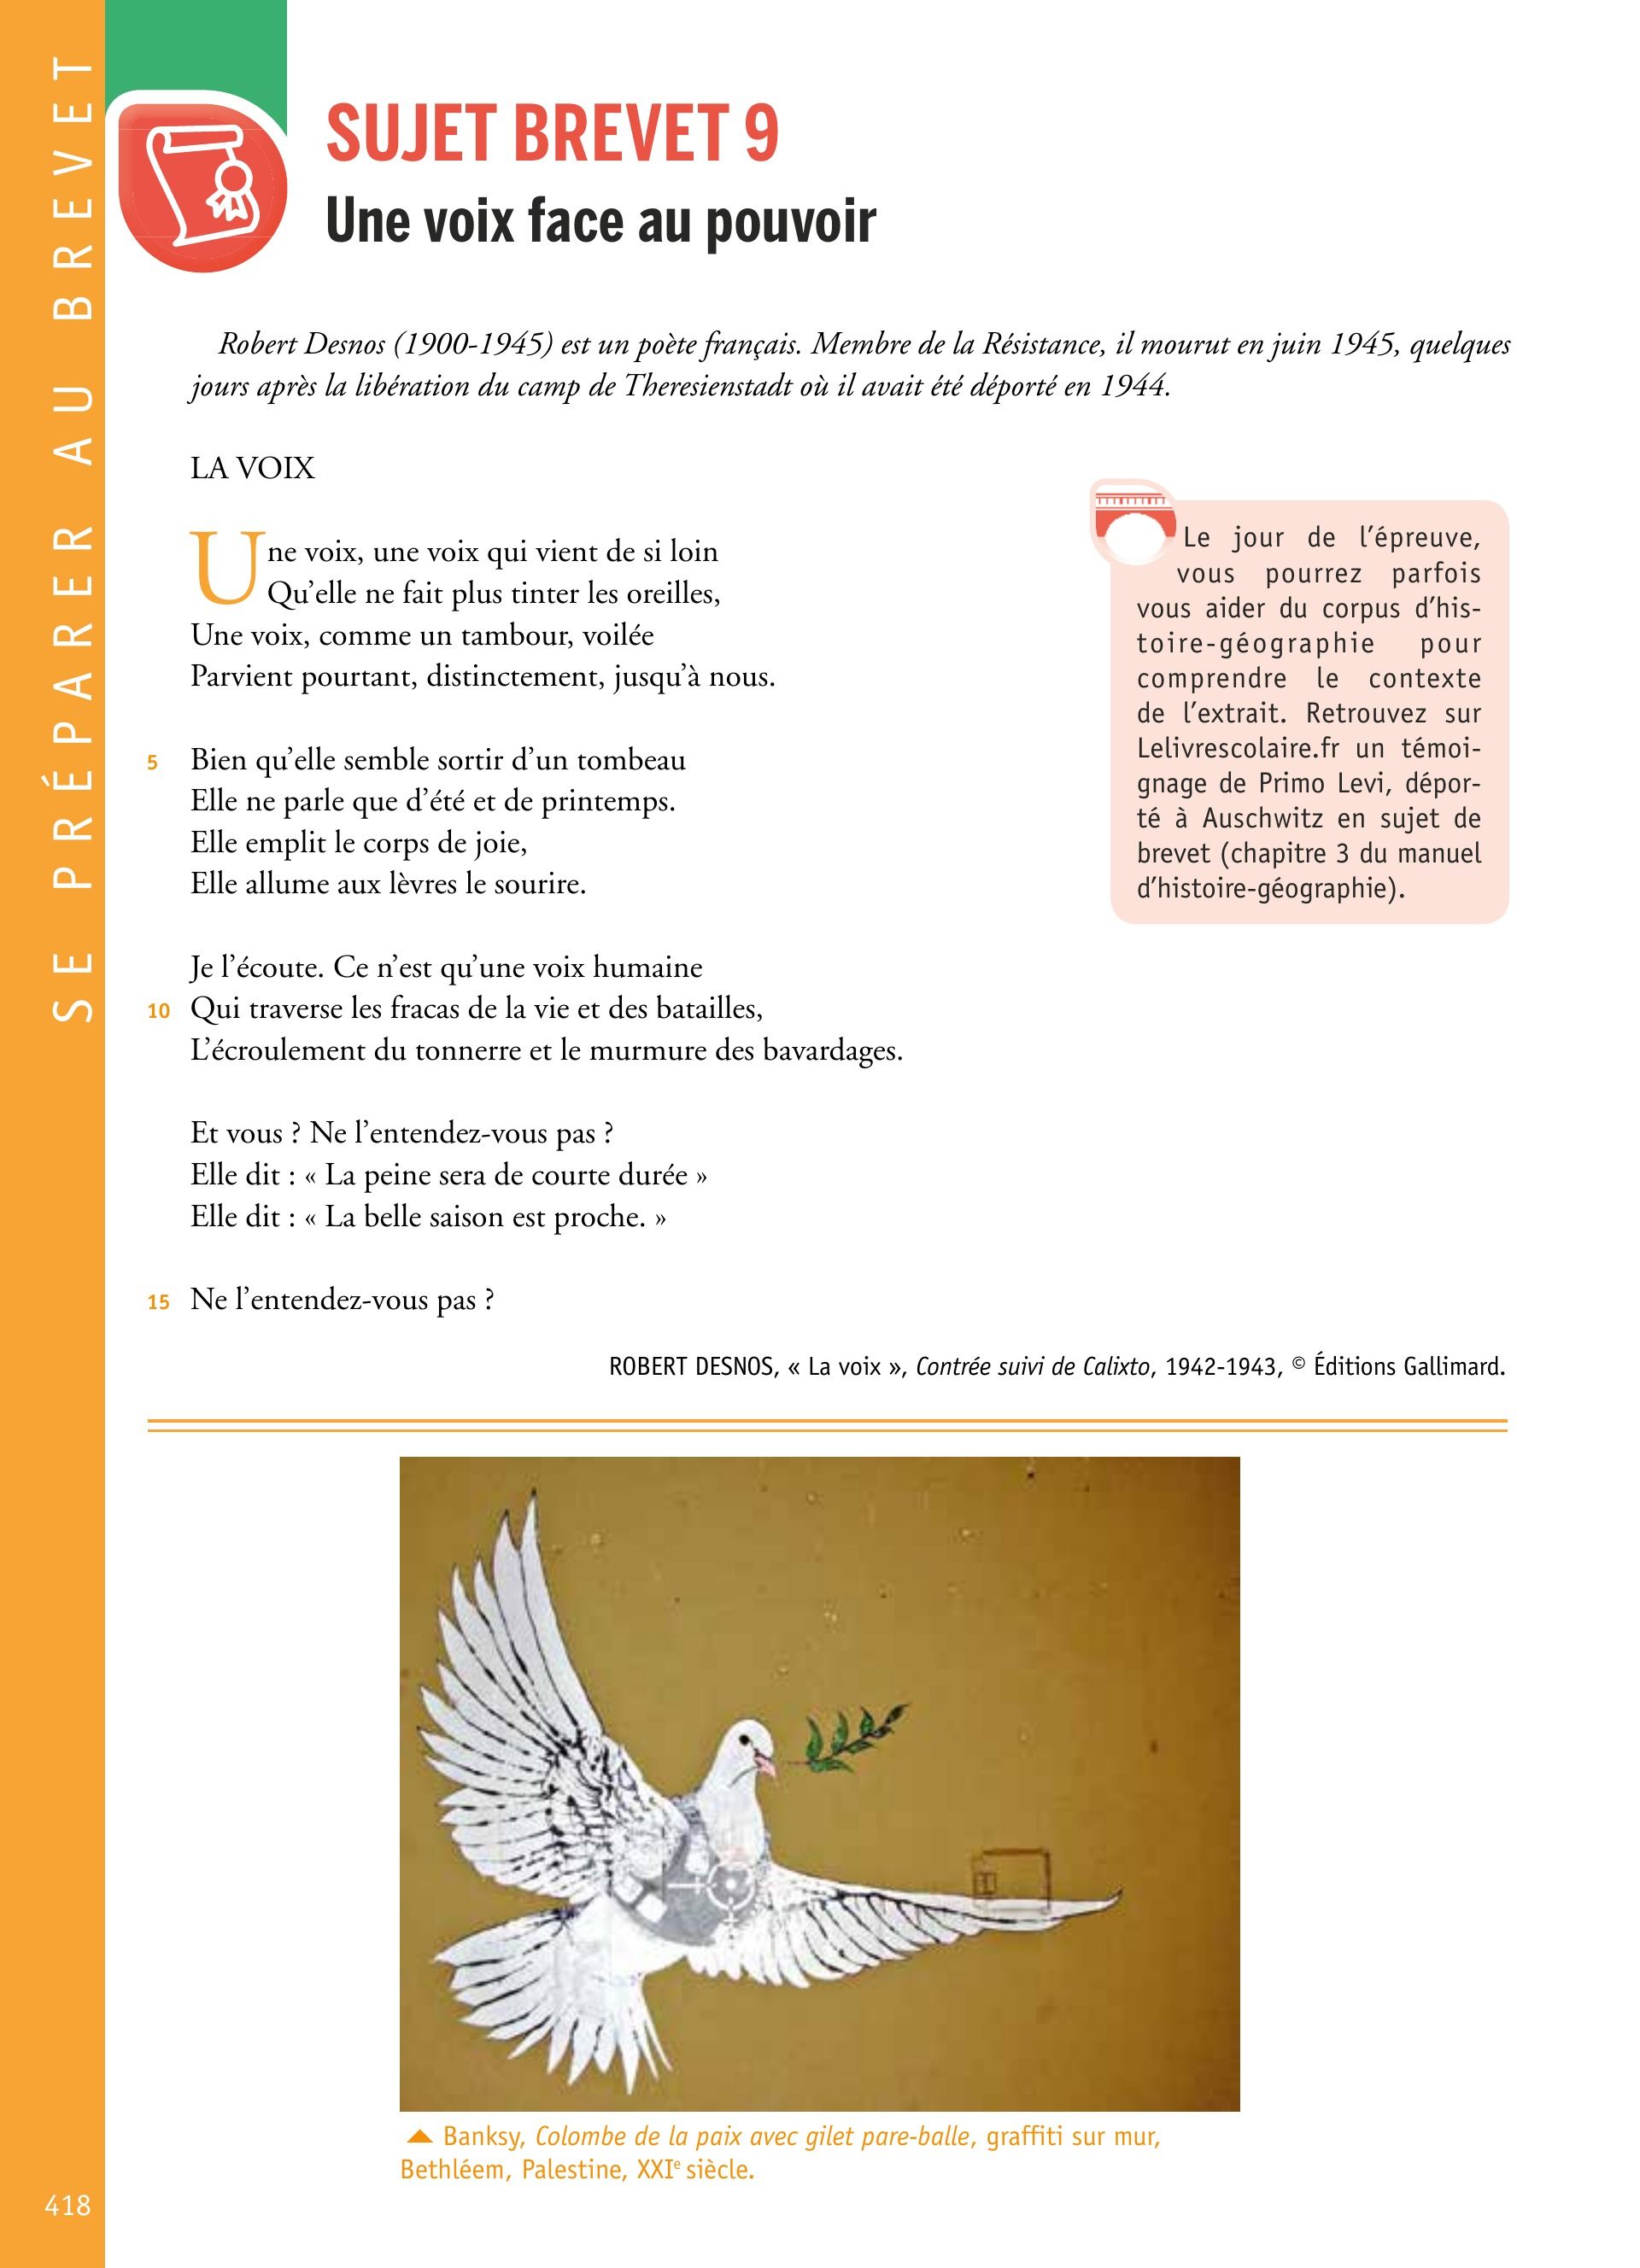 SE PRÉPARER AU BREVET
SUJET BREVET 9
Une voix face au pouvoir
Robert Desnos (1900-1945) est un poète français. Membre de la Résistance, il mourut en juin 1945, quelques
jours après la libération du camp de Theresienstadt où il avait été déporté en 1944.
LA VOIX
Une voix, une voix qui vient de si loin
Qu’elle ne fait plus tinter les oreilles,
Une voix, comme un tambour, voilée
Parvient pourtant, distinctement, jusqu’à nous.
5 Bien qu’elle semble sortir d’un tombeau
Elle ne parle que d’été et de printemps.
Elle emplit le corps de joie,
Elle allume aux lèvres le sourire.
Je l’écoute. Ce n’est qu’une voix humaine
10 Qui traverse les fracas de la vie et des batailles,
L’écroulement du tonnerre et le murmure des bavardages.
Et vous ? Ne l’entendez-vous pas ?
Elle dit : « La peine sera de courte durée »
Elle dit : « La belle saison est proche. »
15 Ne l’entendez-vous pas ?
ROBERT DESNOS, « La voix », Contrée suivi de Calixto, 1942-1943, © Éditions Gallimard.
Le jour de l’épreuve,
vous pourrez parfois
vous aider du corpus d’his-
toire-géographie pour
comprendre le contexte
de l’extrait. Retrouvez sur
Lelivrescolaire.fr un témoi-
gnage de Primo Levi, dépor-
té à Auschwitz en sujet de
brevet (chapitre 3 du manuel
d’histoire-géographie).
Banksy, Colombe de la paix avec gilet pare-balle, graffiti sur mur,
Bethléem, Palestine, XXIe siècle.
418